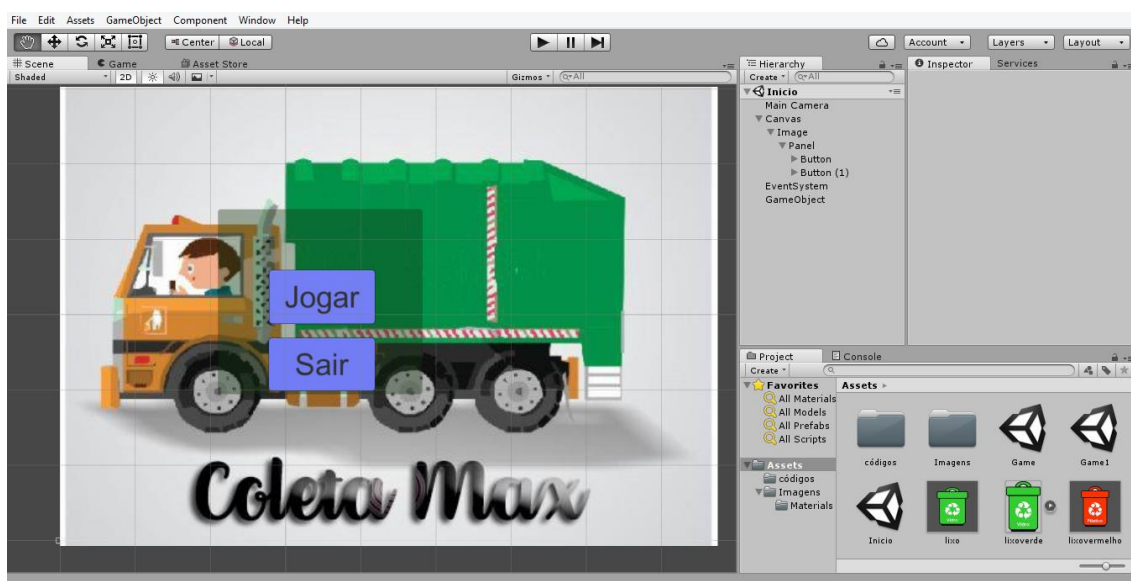 File Edit Assets GameObject Component Window Help
Center Local Account Layers Layout
Scene Game Asset Store
Shaded 2D Gizmos All
Jogar
Sair
Coleta Max
Hierarchy
Create All
Inicio
Main Camera
Canvas
Image
Panel
Button
Button (1)
EventSystem
GameObject
Inspector Services
Project Console
Create
Favorites
All Materials
All Models
All Prefabs
All Scripts
Assets
códigos
Imagens
Materials
Assets
códigos Imagens Game Game1
Inicio lixo lixoverde lixovermelho